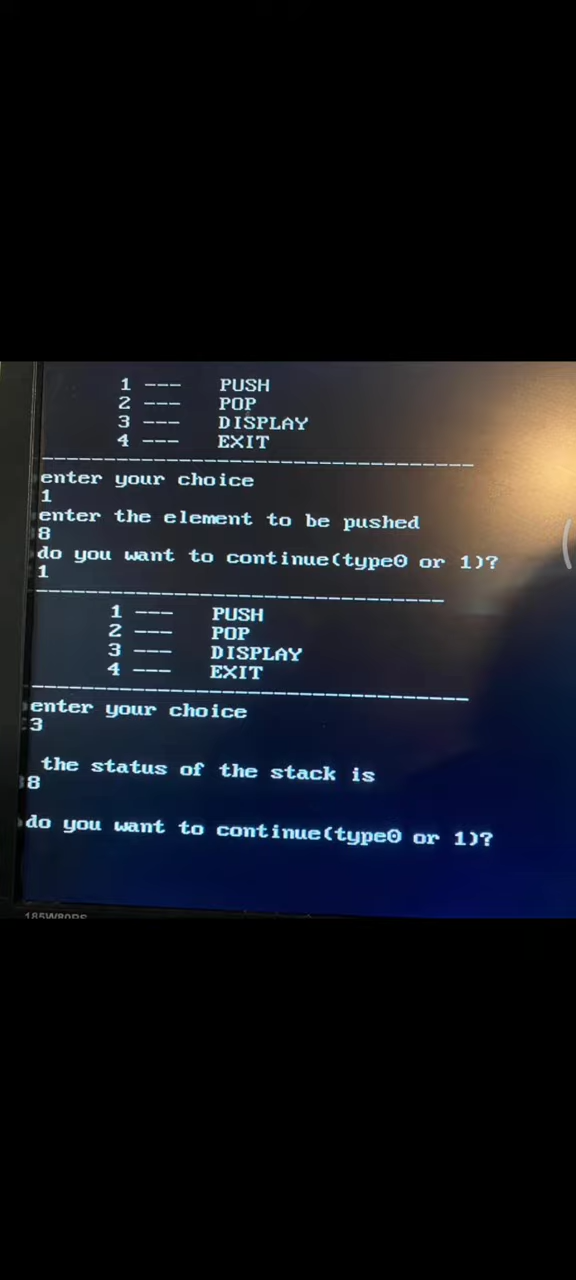 1 --- PUSH
2 --- POP
3 --- DISPLAY
4 --- EXIT
-----------------------------------
enter your choice
1
enter the element to be pushed
8
do you want to continue(type0 or 1)?
1
-----------------------------------
1 --- PUSH
2 --- POP
3 --- DISPLAY
4 --- EXIT
-----------------------------------
enter your choice
3
the status of the stack is
8
do you want to continue(type0 or 1)?